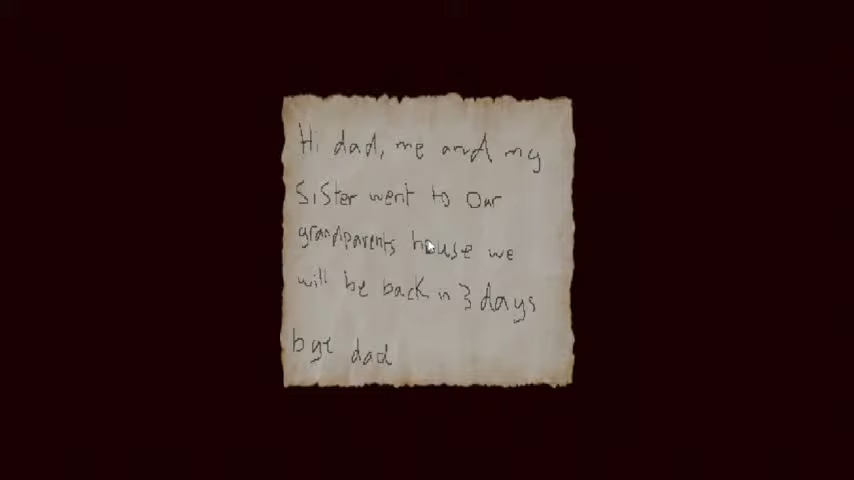 Hi dad, me and my
SiSter went to Our
grandparents house we
will be back in 3 days
bye dad